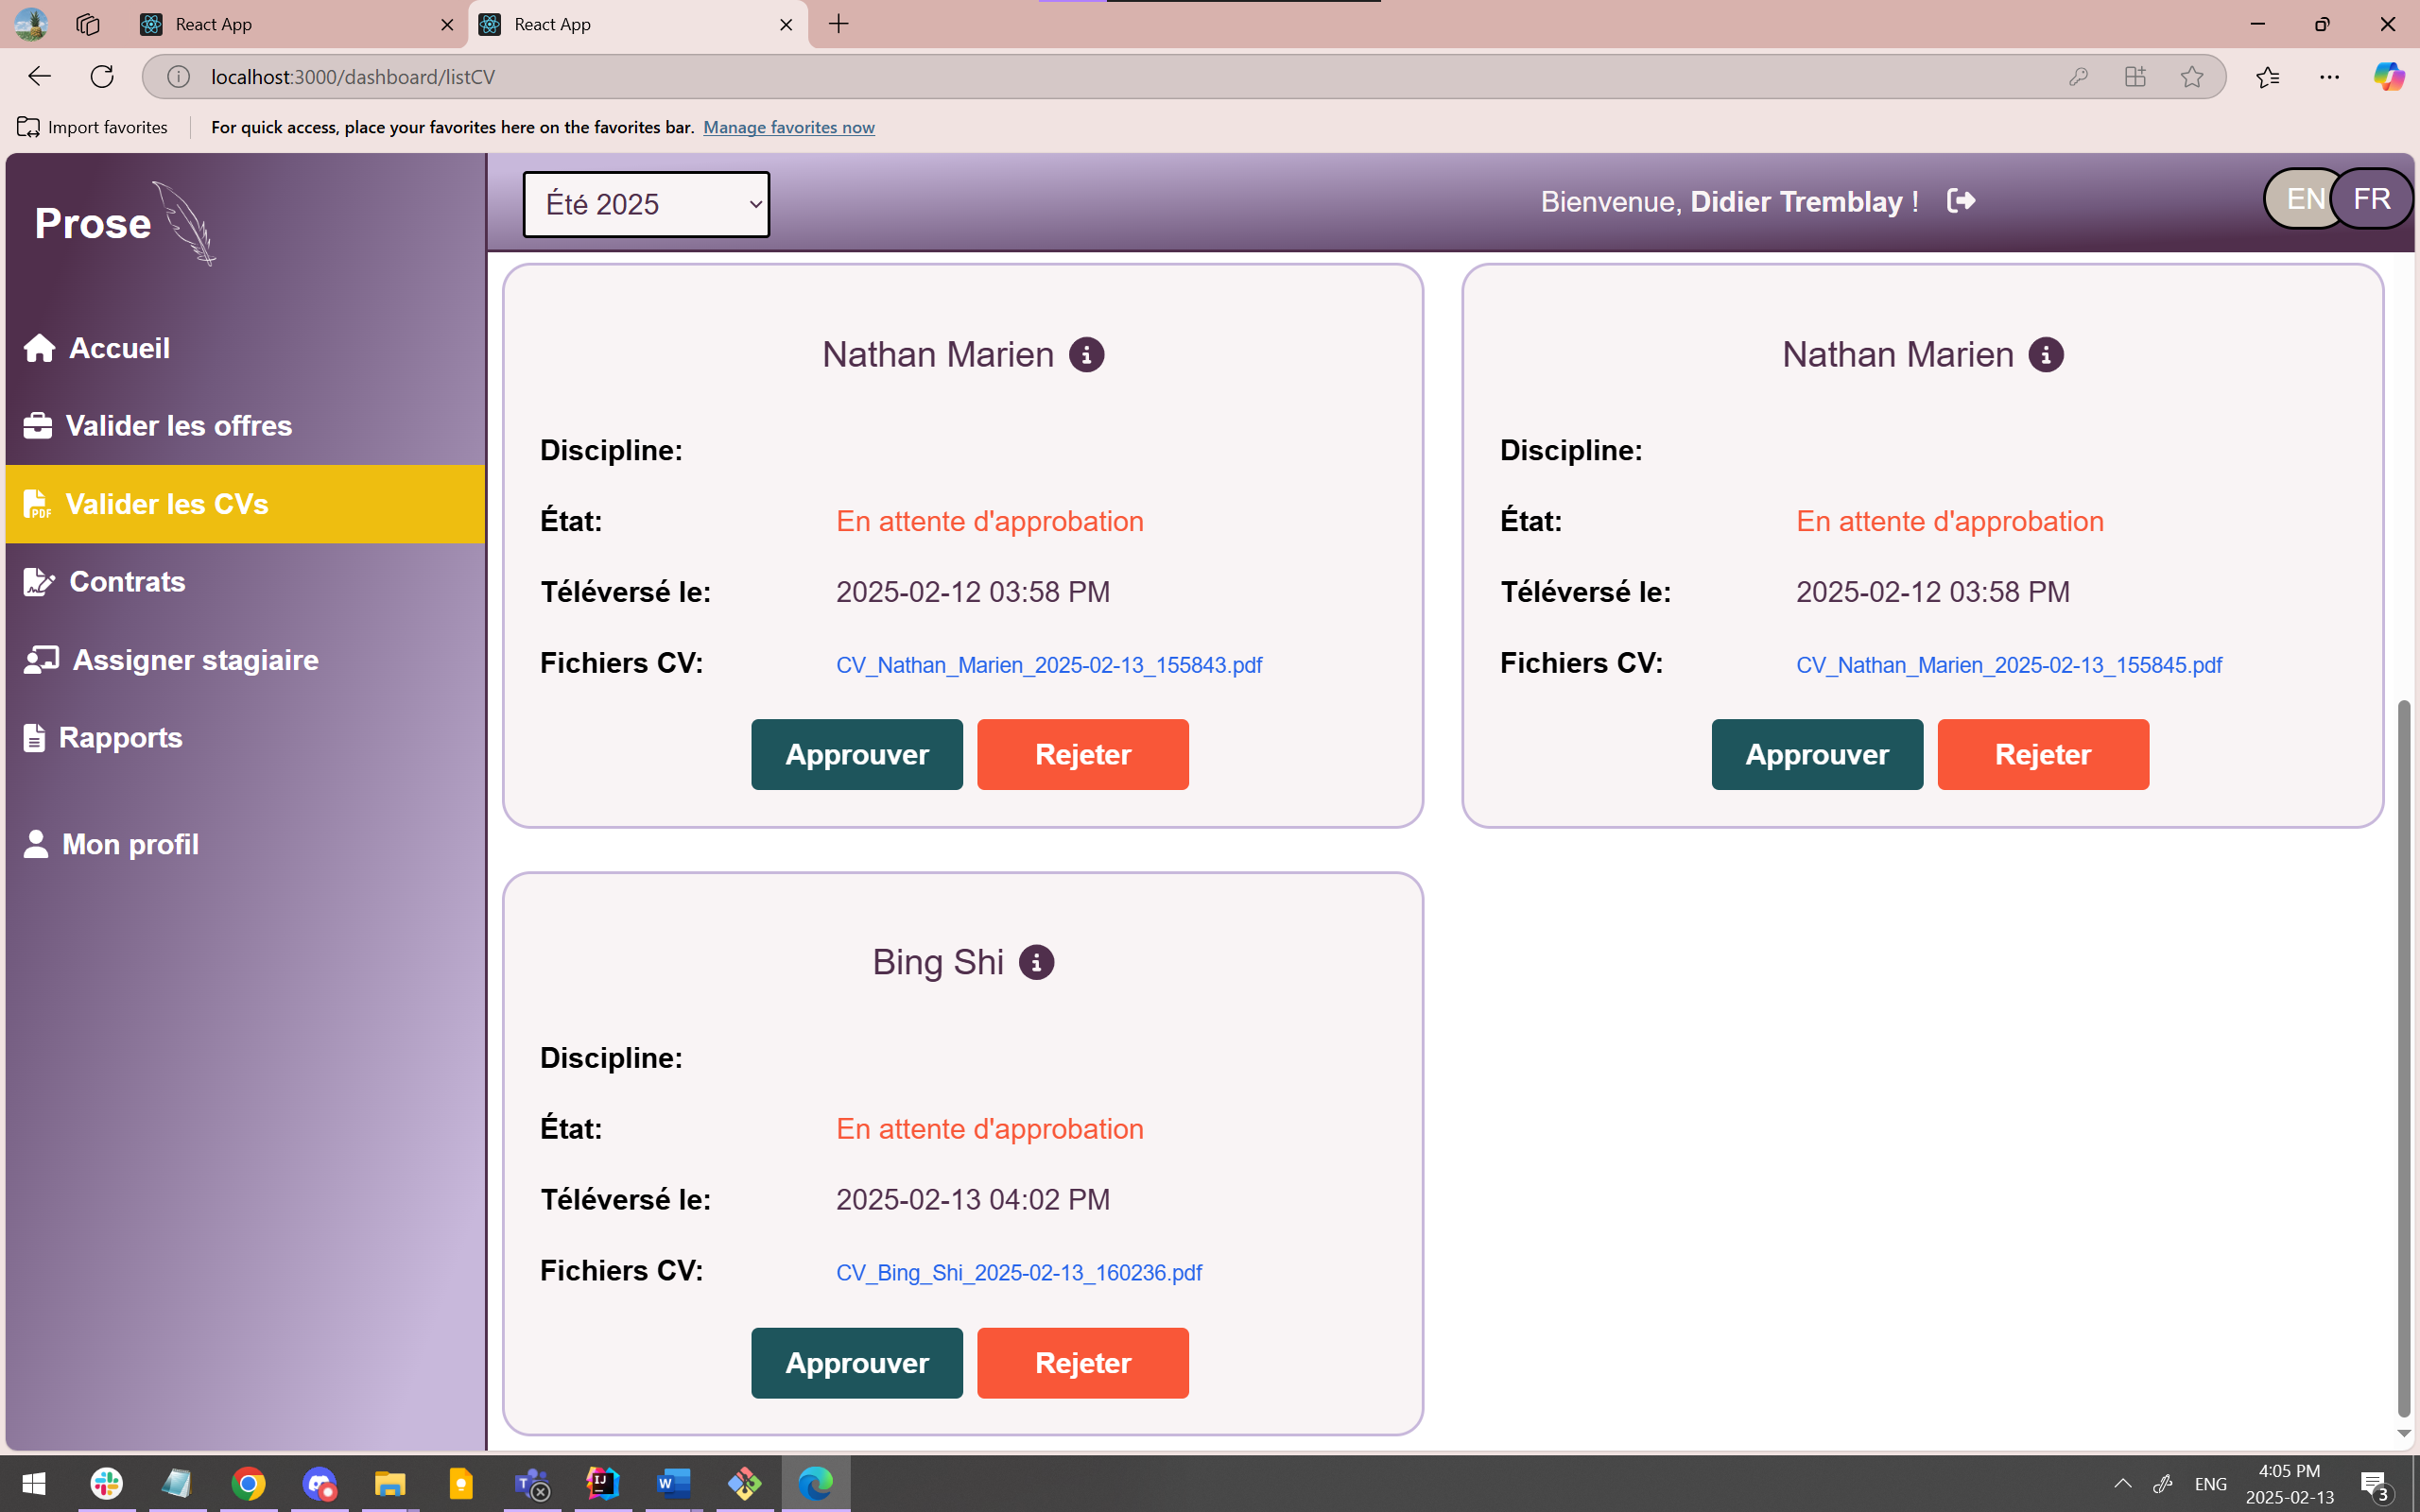 React App
React App
localhost:3000/dashboard/listCV
Import favorites
For quick access, place your favorites here on the favorites bar. Manage favorites now
Prose
Été 2025
Bienvenue, Didier Tremblay !
EN
FR
Accueil
Valider les offres
PDF
Valider les CVs
Contrats
Assigner stagiaire
Rapports
Mon profil
Nathan Marien
Discipline:
État: En attente d'approbation
Téléversé le: 2025-02-12 03:58 PM
Fichiers CV: CV_Nathan_Marien_2025-02-13_155843.pdf
Approuver
Rejeter
Nathan Marien
Discipline:
État: En attente d'approbation
Téléversé le: 2025-02-12 03:58 PM
Fichiers CV: CV_Nathan_Marien_2025-02-13_155845.pdf
Approuver
Rejeter
Bing Shi
Discipline:
État: En attente d'approbation
Téléversé le: 2025-02-13 04:02 PM
Fichiers CV: CV_Bing_Shi_2025-02-13_160236.pdf
Approuver
Rejeter
ENG
4:05 PM
2025-02-13
3